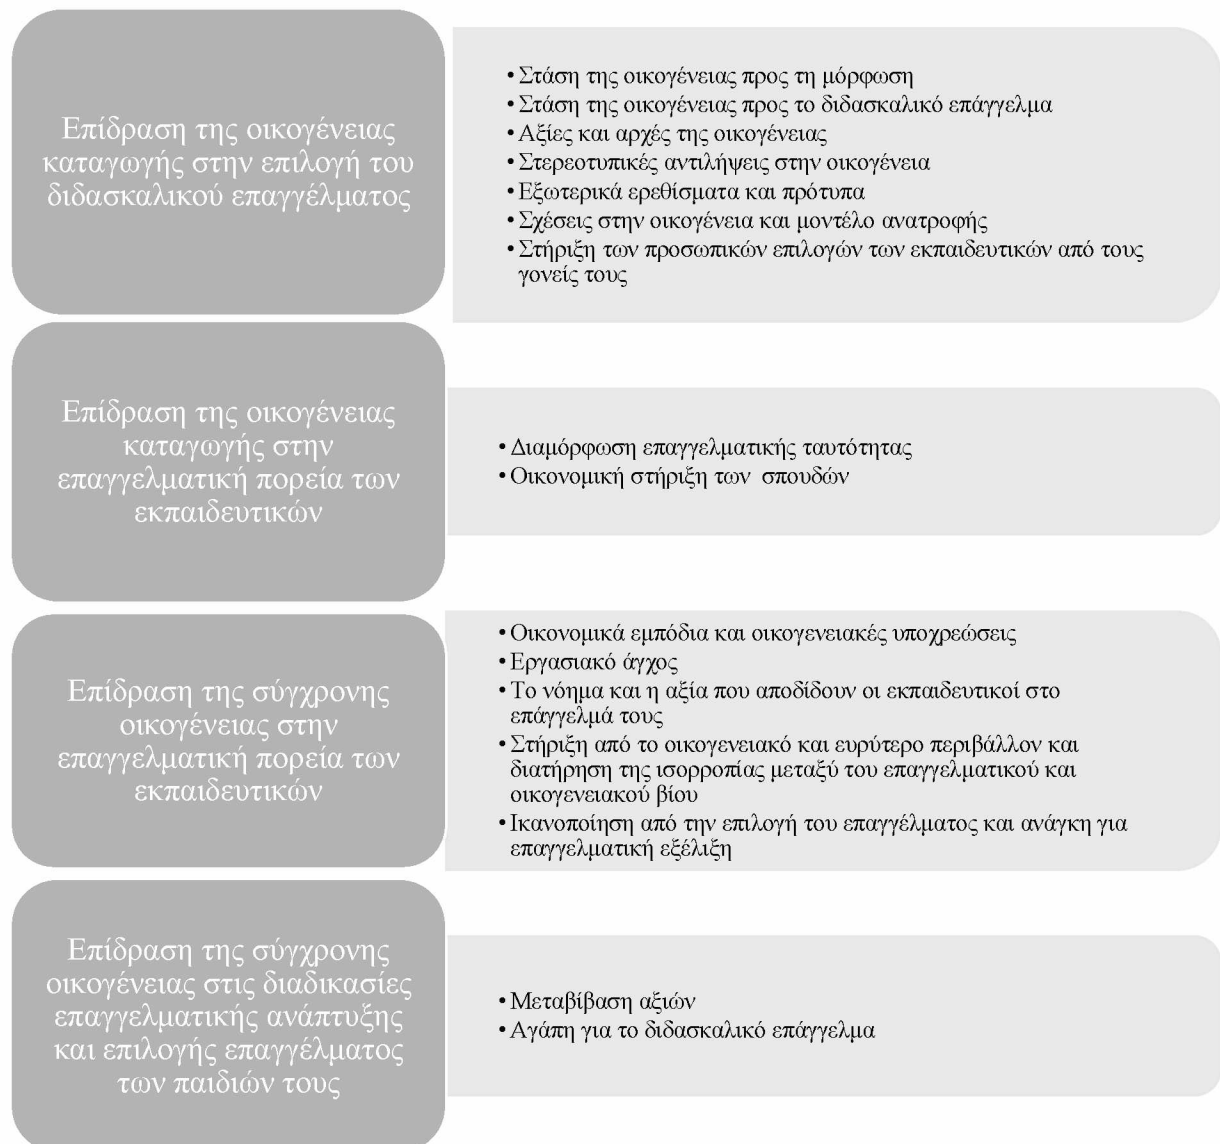 Επίδραση της οικογένειας
καταγωγής στην επιλογή του
διδασκαλικού επαγγέλματος
• Στάση της οικογένειας προς τη μόρφωση
• Στάση της οικογένειας προς το διδασκαλικό επάγγελμα
• Αξίες και αρχές της οικογένειας
• Στερεοτυπικές αντιλήψεις στην οικογένεια
• Εξωτερικά ερεθίσματα και πρότυπα
• Σχέσεις στην οικογένεια και μοντέλο ανατροφής
• Στήριξη των προσωπικών επιλογών των εκπαιδευτικών από τους
γονείς τους
Επίδραση της οικογένειας
καταγωγής στην
επαγγελματική πορεία των
εκπαιδευτικών
• Διαμόρφωση επαγγελματικής ταυτότητας
• Οικονομική στήριξη των σπουδών
Επίδραση της σύγχρονης
οικογένειας στην
επαγγελματική πορεία των
εκπαιδευτικών
• Οικονομικά εμπόδια και οικογενειακές υποχρεώσεις
• Εργασιακό άγχος
• Το νόημα και η αξία που αποδίδουν οι εκπαιδευτικοί στο
επάγγελμά τους
• Στήριξη από το οικογενειακό και ευρύτερο περιβάλλον και
διατήρηση της ισορροπίας μεταξύ του επαγγελματικού και
οικογενειακού βίου
• Ικανοποίηση από την επιλογή του επαγγέλματος και ανάγκη για
επαγγελματική εξέλιξη
Επίδραση της σύγχρονης
οικογένειας στις διαδικασίες
επαγγελματικής ανάπτυξης
και επιλογής επαγγέλματος
των παιδιών τους
• Μεταβίβαση αξιών
• Αγάπη για το διδασκαλικό επάγγελμα